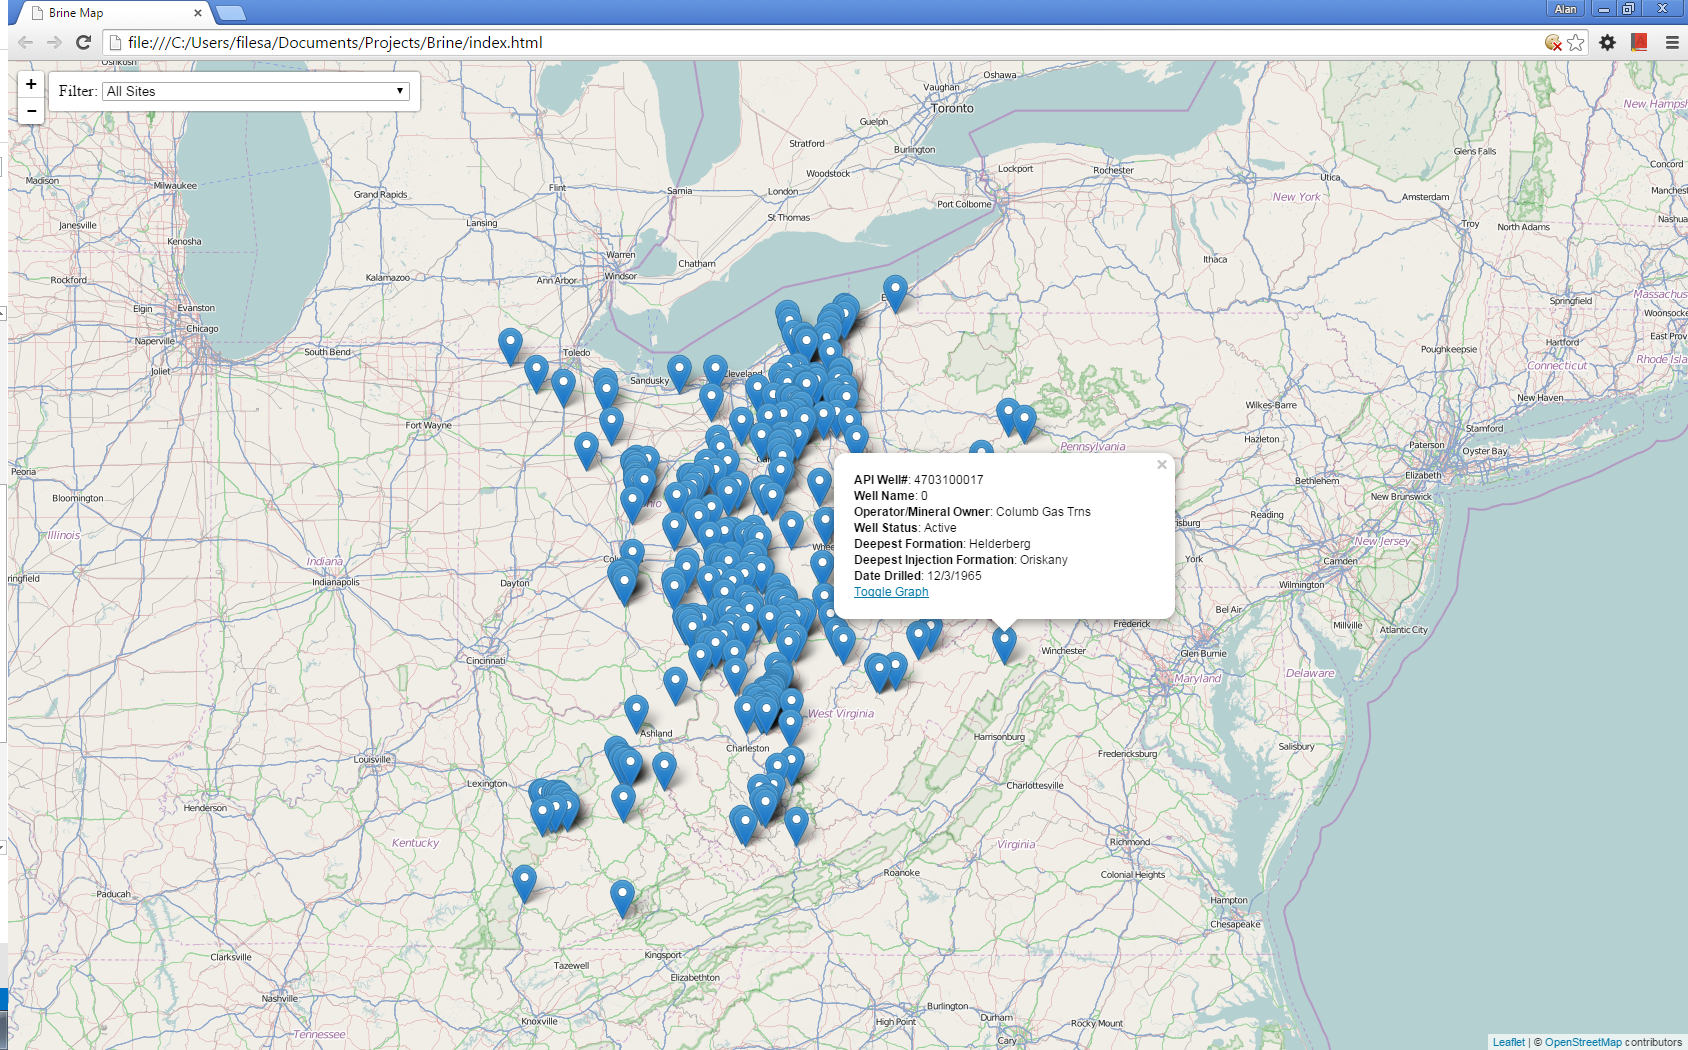 Brine Map
Alan
file:///C:/Users/filesa/Documents/Projects/Brine/index.html
+
−
Filter: All Sites
Oshkosh
Oshawa
Vaughan
Toronto
Guelph
Stratford
Burlington
Lockport
Rochester
Utica
Glens Falls
New Hampsh
Concord
Madison
Milwaukee
Grand Rapids
Flint
Sarnia
London
Woodstock
St Thomas
Port Colborne
New York
Amsterdam
Manchest
Janesville
Lansing
Troy
North Adams
Nashua
Kenosha
Warren
Chatham
Windsor
Ithaca
Rockford
Kalamazoo
Ann Arbor
Springfield
Massachuse
Elgin
Evanston
Chicago
Woonsocke
Naperville
Joliet
South Bend
Toledo
Hartford
East Prov
Poughkeepsie
Rhode Isla
Sandusky
Cleveland
Connecticut
New Haven
Wilkes-Barre
Fort Wayne
Stamford
Hazleton
Paterson
Pennsylvania
Oyster Bay
Peoria
Elizabeth
Bethlehem
Bloomington
New Brunswick
Reading
Illinois
Indiana
New Jersey
York
Camden
Indianapolis
Dayton
Wilmington
Bel Air
Millville
Atlantic City
Frederick
Winchester
Glen Burnie
Cincinnati
Maryland
Delaware
API Well#: 4703100017
Well Name: 0
Operator/Mineral Owner: Columb Gas Trns
Well Status: Active
Deepest Formation: Helderberg
Deepest Injection Formation: Oriskany
Date Drilled: 12/3/1965
Toggle Graph
×
West Virginia
Ashland
Charleston
Harrisonburg
Salisbury
Fredericksburg
Louisville
Lexington
Charlottesville
Henderson
Kentucky
Virginia
Richmond
Roanoke
Colonial Heights
Paducah
Hampton
Chesapeake
Clarksville
Kingsport
Tazewell
Elizabethton
Nashville
Burlington
Knoxville
High Point
Durham
Rocky Mount
Tennessee
Cary
Leaflet | © OpenStreetMap contributors